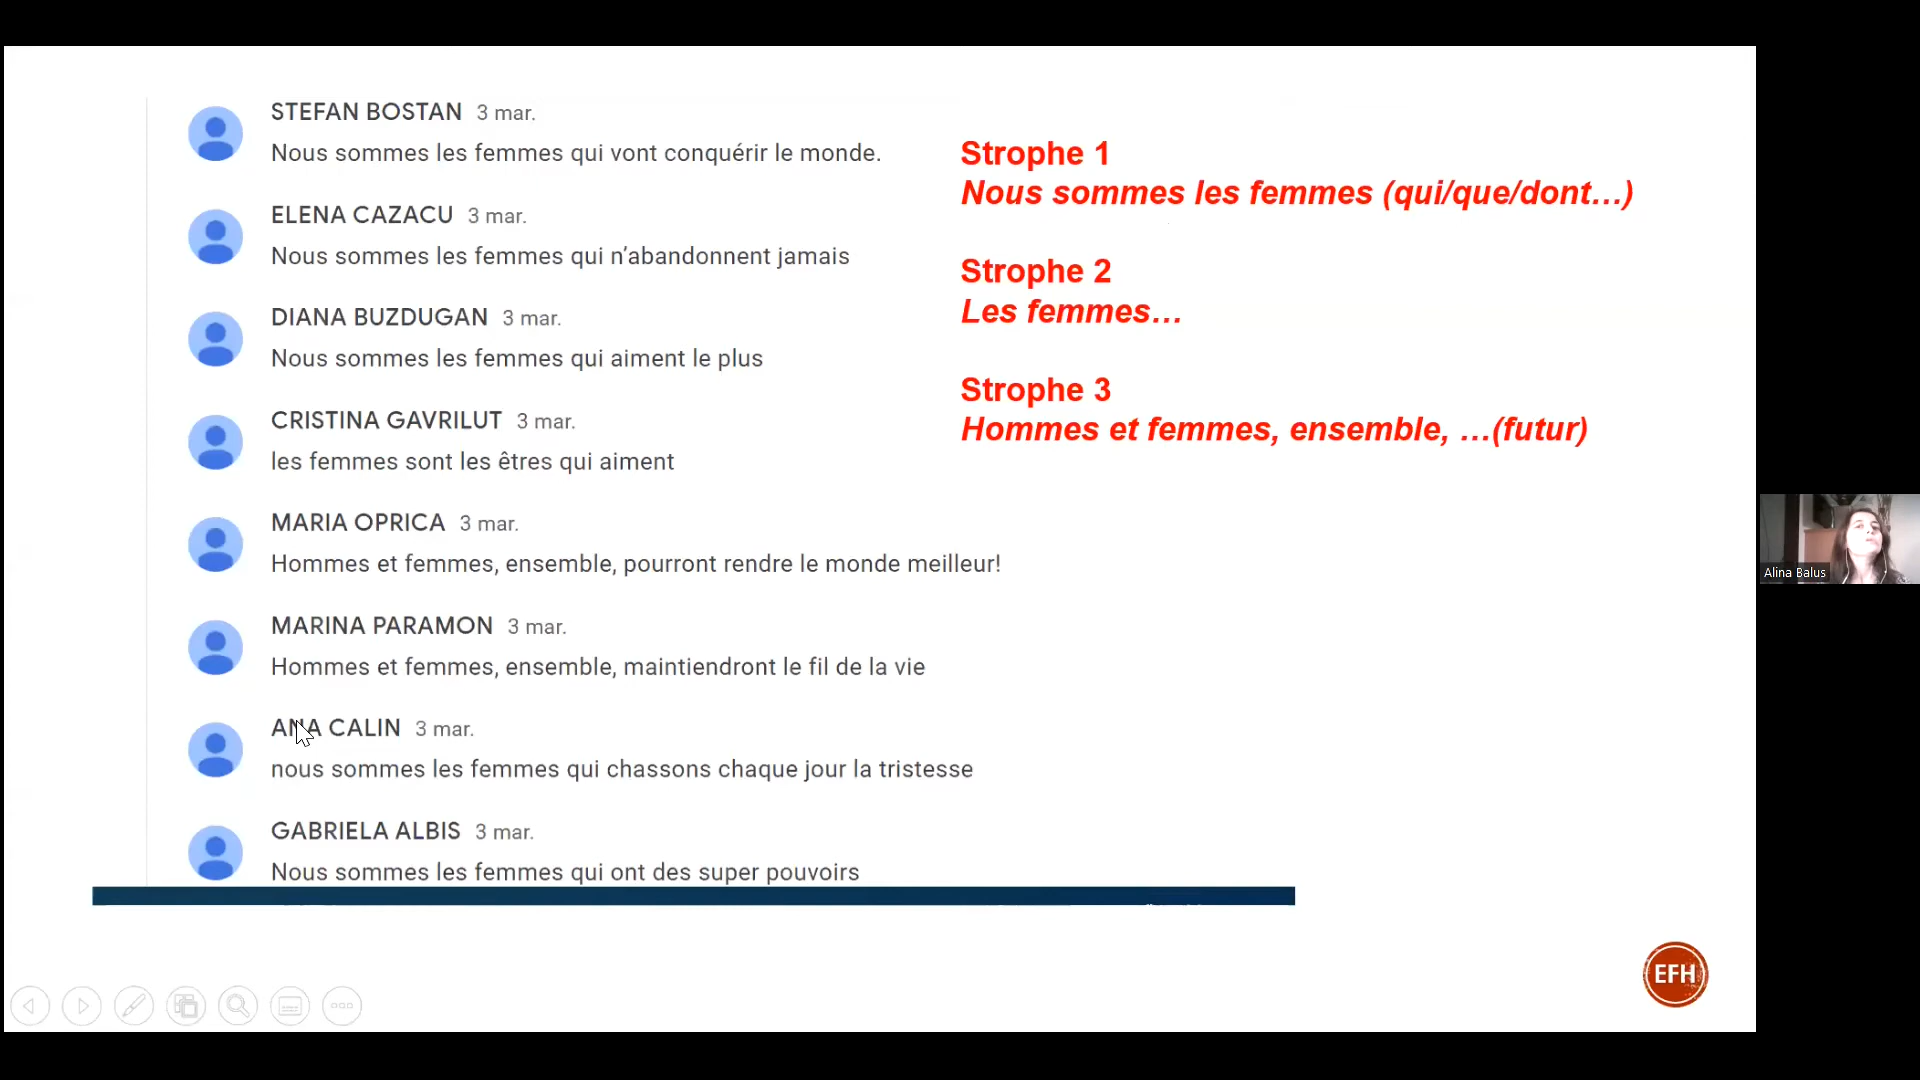 STEFAN BOSTAN 3 mar.
Nous sommes les femmes qui vont conquérir le monde.
ELENA CAZACU 3 mar.
Nous sommes les femmes qui n’abandonnent jamais
DIANA BUZDUGAN 3 mar.
Nous sommes les femmes qui aiment le plus
CRISTINA GAVRILUT 3 mar.
les femmes sont les êtres qui aiment
MARIA OPRICA 3 mar.
Hommes et femmes, ensemble, pourront rendre le monde meilleur!
MARINA PARAMON 3 mar.
Hommes et femmes, ensemble, maintiendront le fil de la vie
ANA CALIN 3 mar.
nous sommes les femmes qui chassons chaque jour la tristesse
GABRIELA ALBIS 3 mar.
Nous sommes les femmes qui ont des super pouvoirs
Strophe 1
Nous sommes les femmes (qui/que/dont…)
Strophe 2
Les femmes…
Strophe 3
Hommes et femmes, ensemble, …(futur)
Alina Balus
EFH